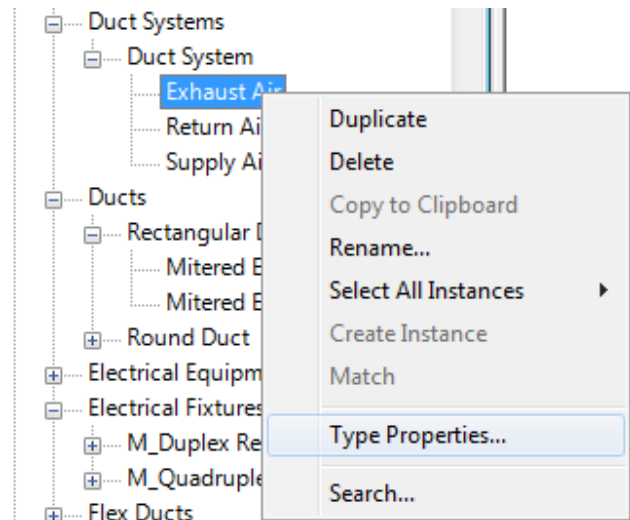 Duct Systems
Duct System
Exhaust Air
Return Ai
Supply Ai
Ducts
Rectangular
Mitered E
Mitered E
Round Duct
Electrical Equipm
Electrical Fixtures
M_Duplex Re
M_Quadruple
Flex Ducts
Duplicate
Delete
Copy to Clipboard
Rename...
Select All Instances
Create Instance
Match
Type Properties...
Search...